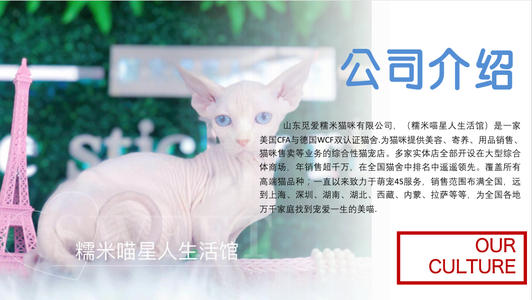 公司介绍
山东觅爱糯米猫咪有限公司，（糯米喵星人生活馆）是一家
美国CFA与德国WCF双认证猫舍.为猫咪提供美容、寄养、用品销售、
猫咪售卖等业务的综合性猫宠店。多家实体店全部开设在大型综合
体商场，年销售超千万，在全国猫舍中排名中遥遥领先。覆盖所有
高端猫品种；一直以来致力于萌宠4S服务，销售范围布满全国，远
到上海、深圳、湖南、湖北、西藏、内蒙、拉萨等等，为全国各地
万千家庭找到宠爱一生的美喵.
糯米喵星人生活馆
OUR
CULTURE